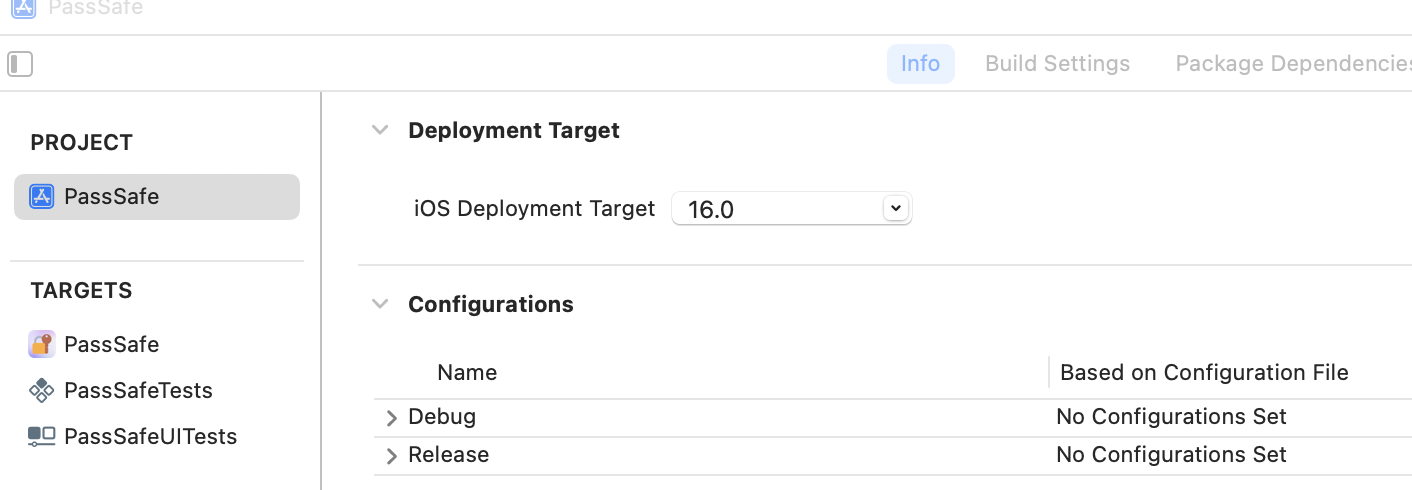 PassSafe
Info Build Settings Package Dependencies
PROJECT
PassSafe
TARGETS
PassSafe
PassSafeTests
PassSafeUITests
Deployment Target
iOS Deployment Target 16.0
Configurations
Name Based on Configuration File
Debug No Configurations Set
Release No Configurations Set